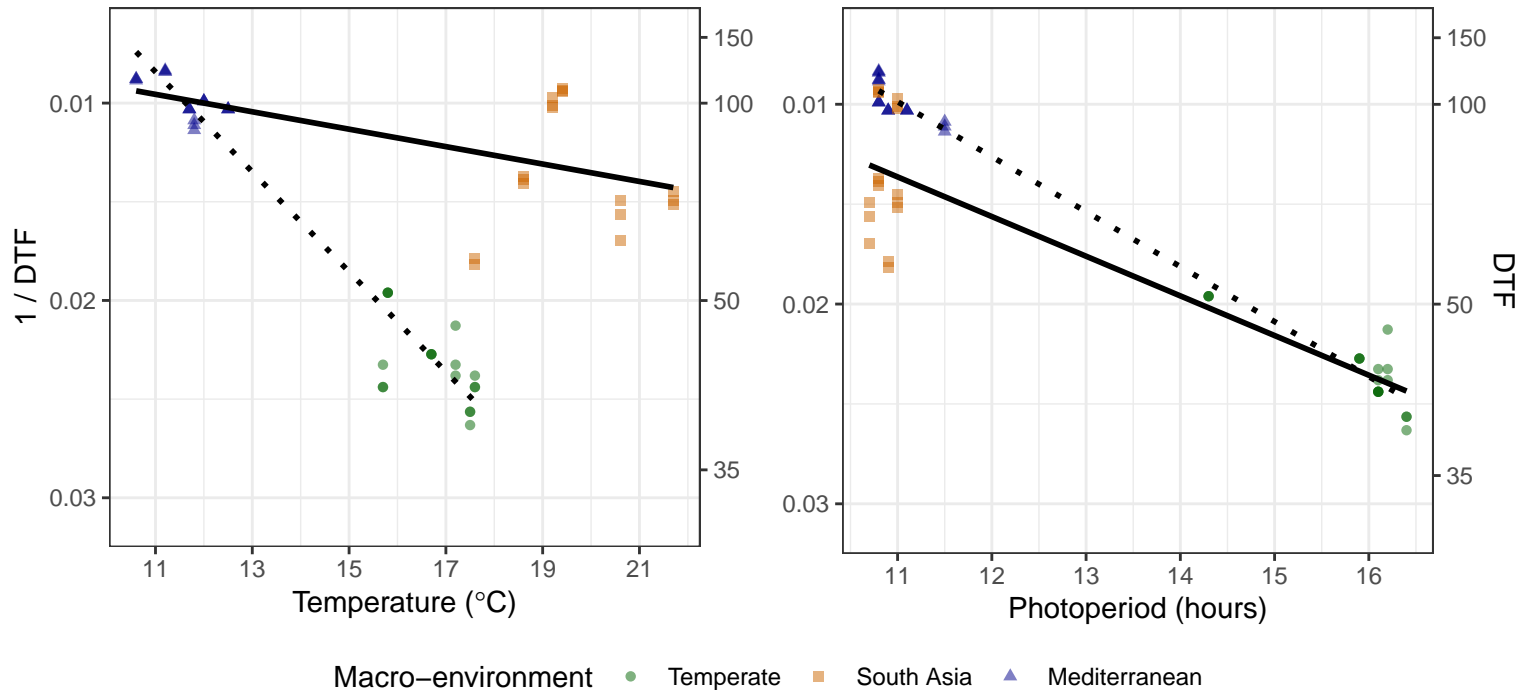 1 / DTF
0.01
0.02
0.03
150
100
50
35
11 13 15 17 19 21
Temperature (°C)
0.01
0.02
0.03
150
100
50
35
DTF
11 12 13 14 15 16
Photoperiod (hours)
Macro−environment Temperate South Asia Mediterranean